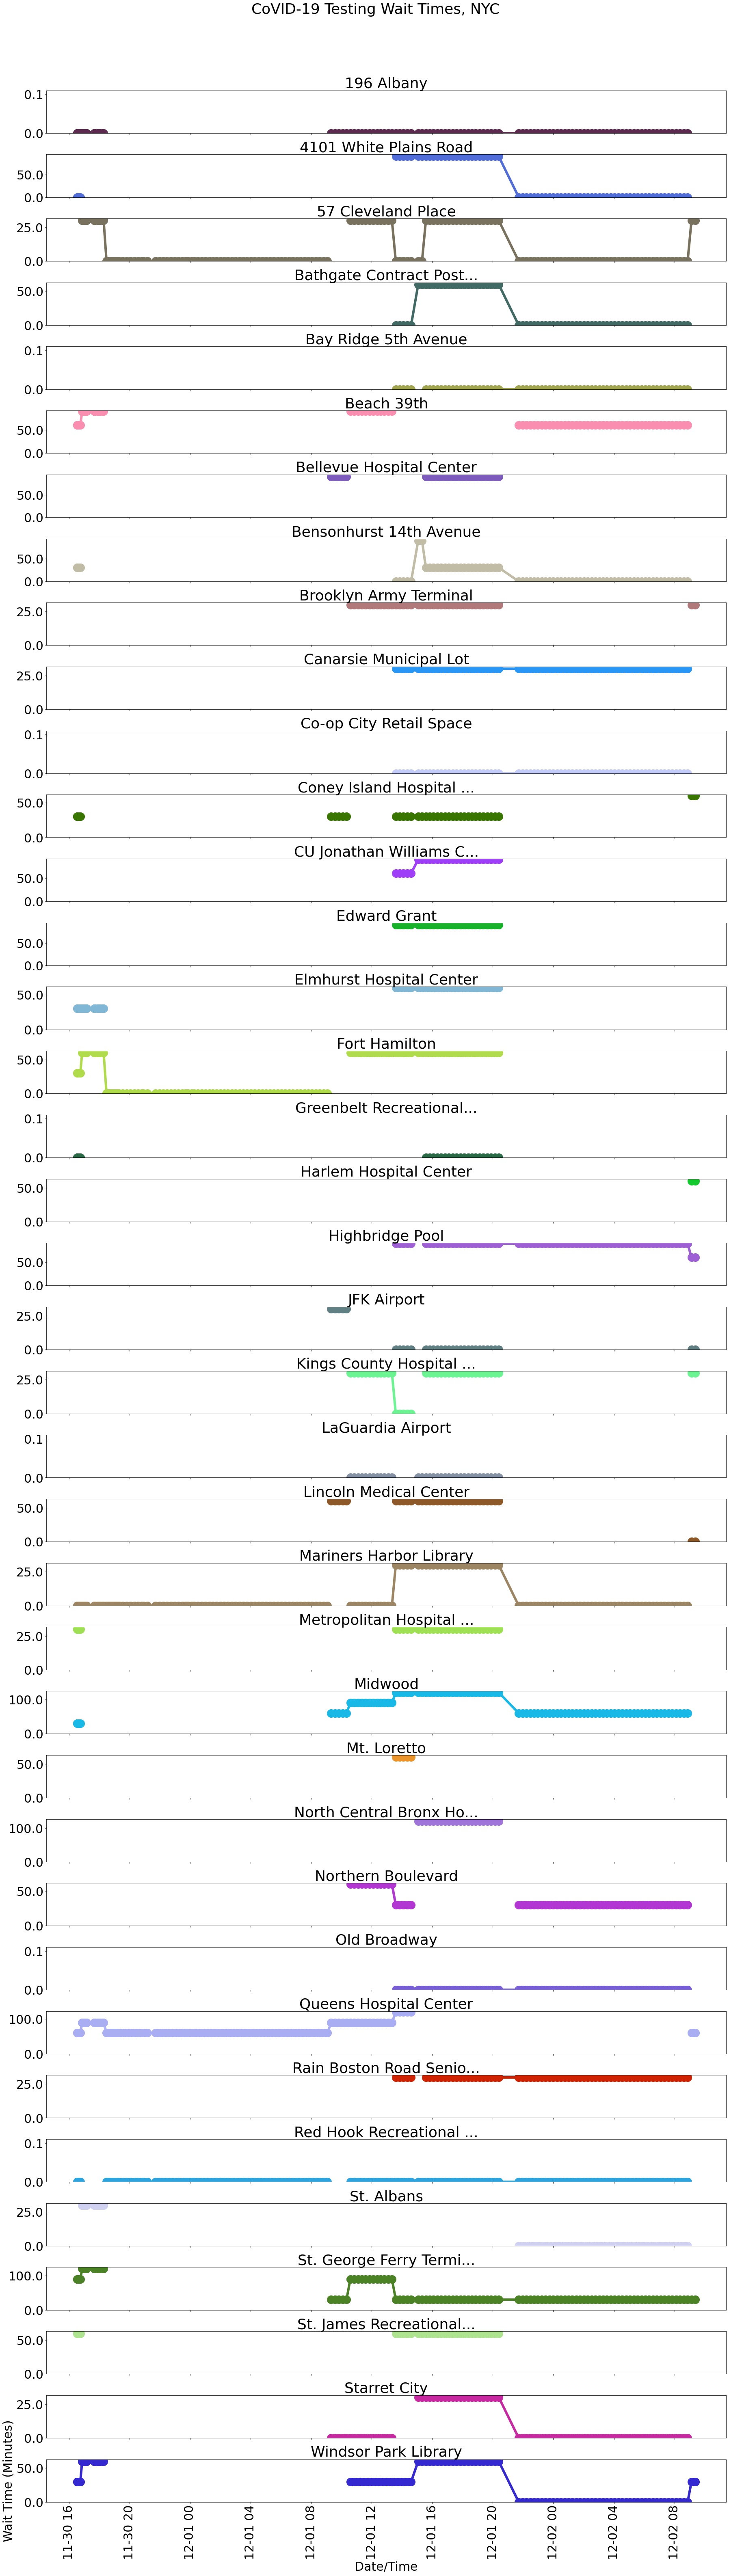 CoVID-19 Testing Wait Times, NYC
196 Albany
0.1
0.0
4101 White Plains Road
50.0
0.0
57 Cleveland Place
25.0
0.0
Bathgate Contract Post...
50.0
0.0
Bay Ridge 5th Avenue
0.1
0.0
Beach 39th
50.0
0.0
Bellevue Hospital Center
50.0
0.0
Bensonhurst 14th Avenue
50.0
0.0
Brooklyn Army Terminal
25.0
0.0
Canarsie Municipal Lot
25.0
0.0
Co-op City Retail Space
0.1
0.0
Coney Island Hospital ...
50.0
0.0
CU Jonathan Williams C...
50.0
0.0
Edward Grant
50.0
0.0
Elmhurst Hospital Center
50.0
0.0
Fort Hamilton
50.0
0.0
Greenbelt Recreational...
0.1
0.0
Harlem Hospital Center
50.0
0.0
Highbridge Pool
50.0
0.0
JFK Airport
25.0
0.0
Kings County Hospital ...
25.0
0.0
LaGuardia Airport
0.1
0.0
Lincoln Medical Center
50.0
0.0
Mariners Harbor Library
25.0
0.0
Metropolitan Hospital ...
25.0
0.0
Midwood
100.0
0.0
Mt. Loretto
50.0
0.0
North Central Bronx Ho...
100.0
0.0
Northern Boulevard
50.0
0.0
Old Broadway
0.1
0.0
Queens Hospital Center
100.0
0.0
Rain Boston Road Senio...
25.0
0.0
Red Hook Recreational ...
0.1
0.0
St. Albans
25.0
0.0
St. George Ferry Termi...
100.0
0.0
St. James Recreational...
50.0
0.0
Starret City
25.0
0.0
Windsor Park Library
50.0
0.0
Wait Time (Minutes)
11-30 16
11-30 20
12-01 00
12-01 04
12-01 08
12-01 12
12-01 16
12-01 20
12-02 00
12-02 04
12-02 08
Date/Time